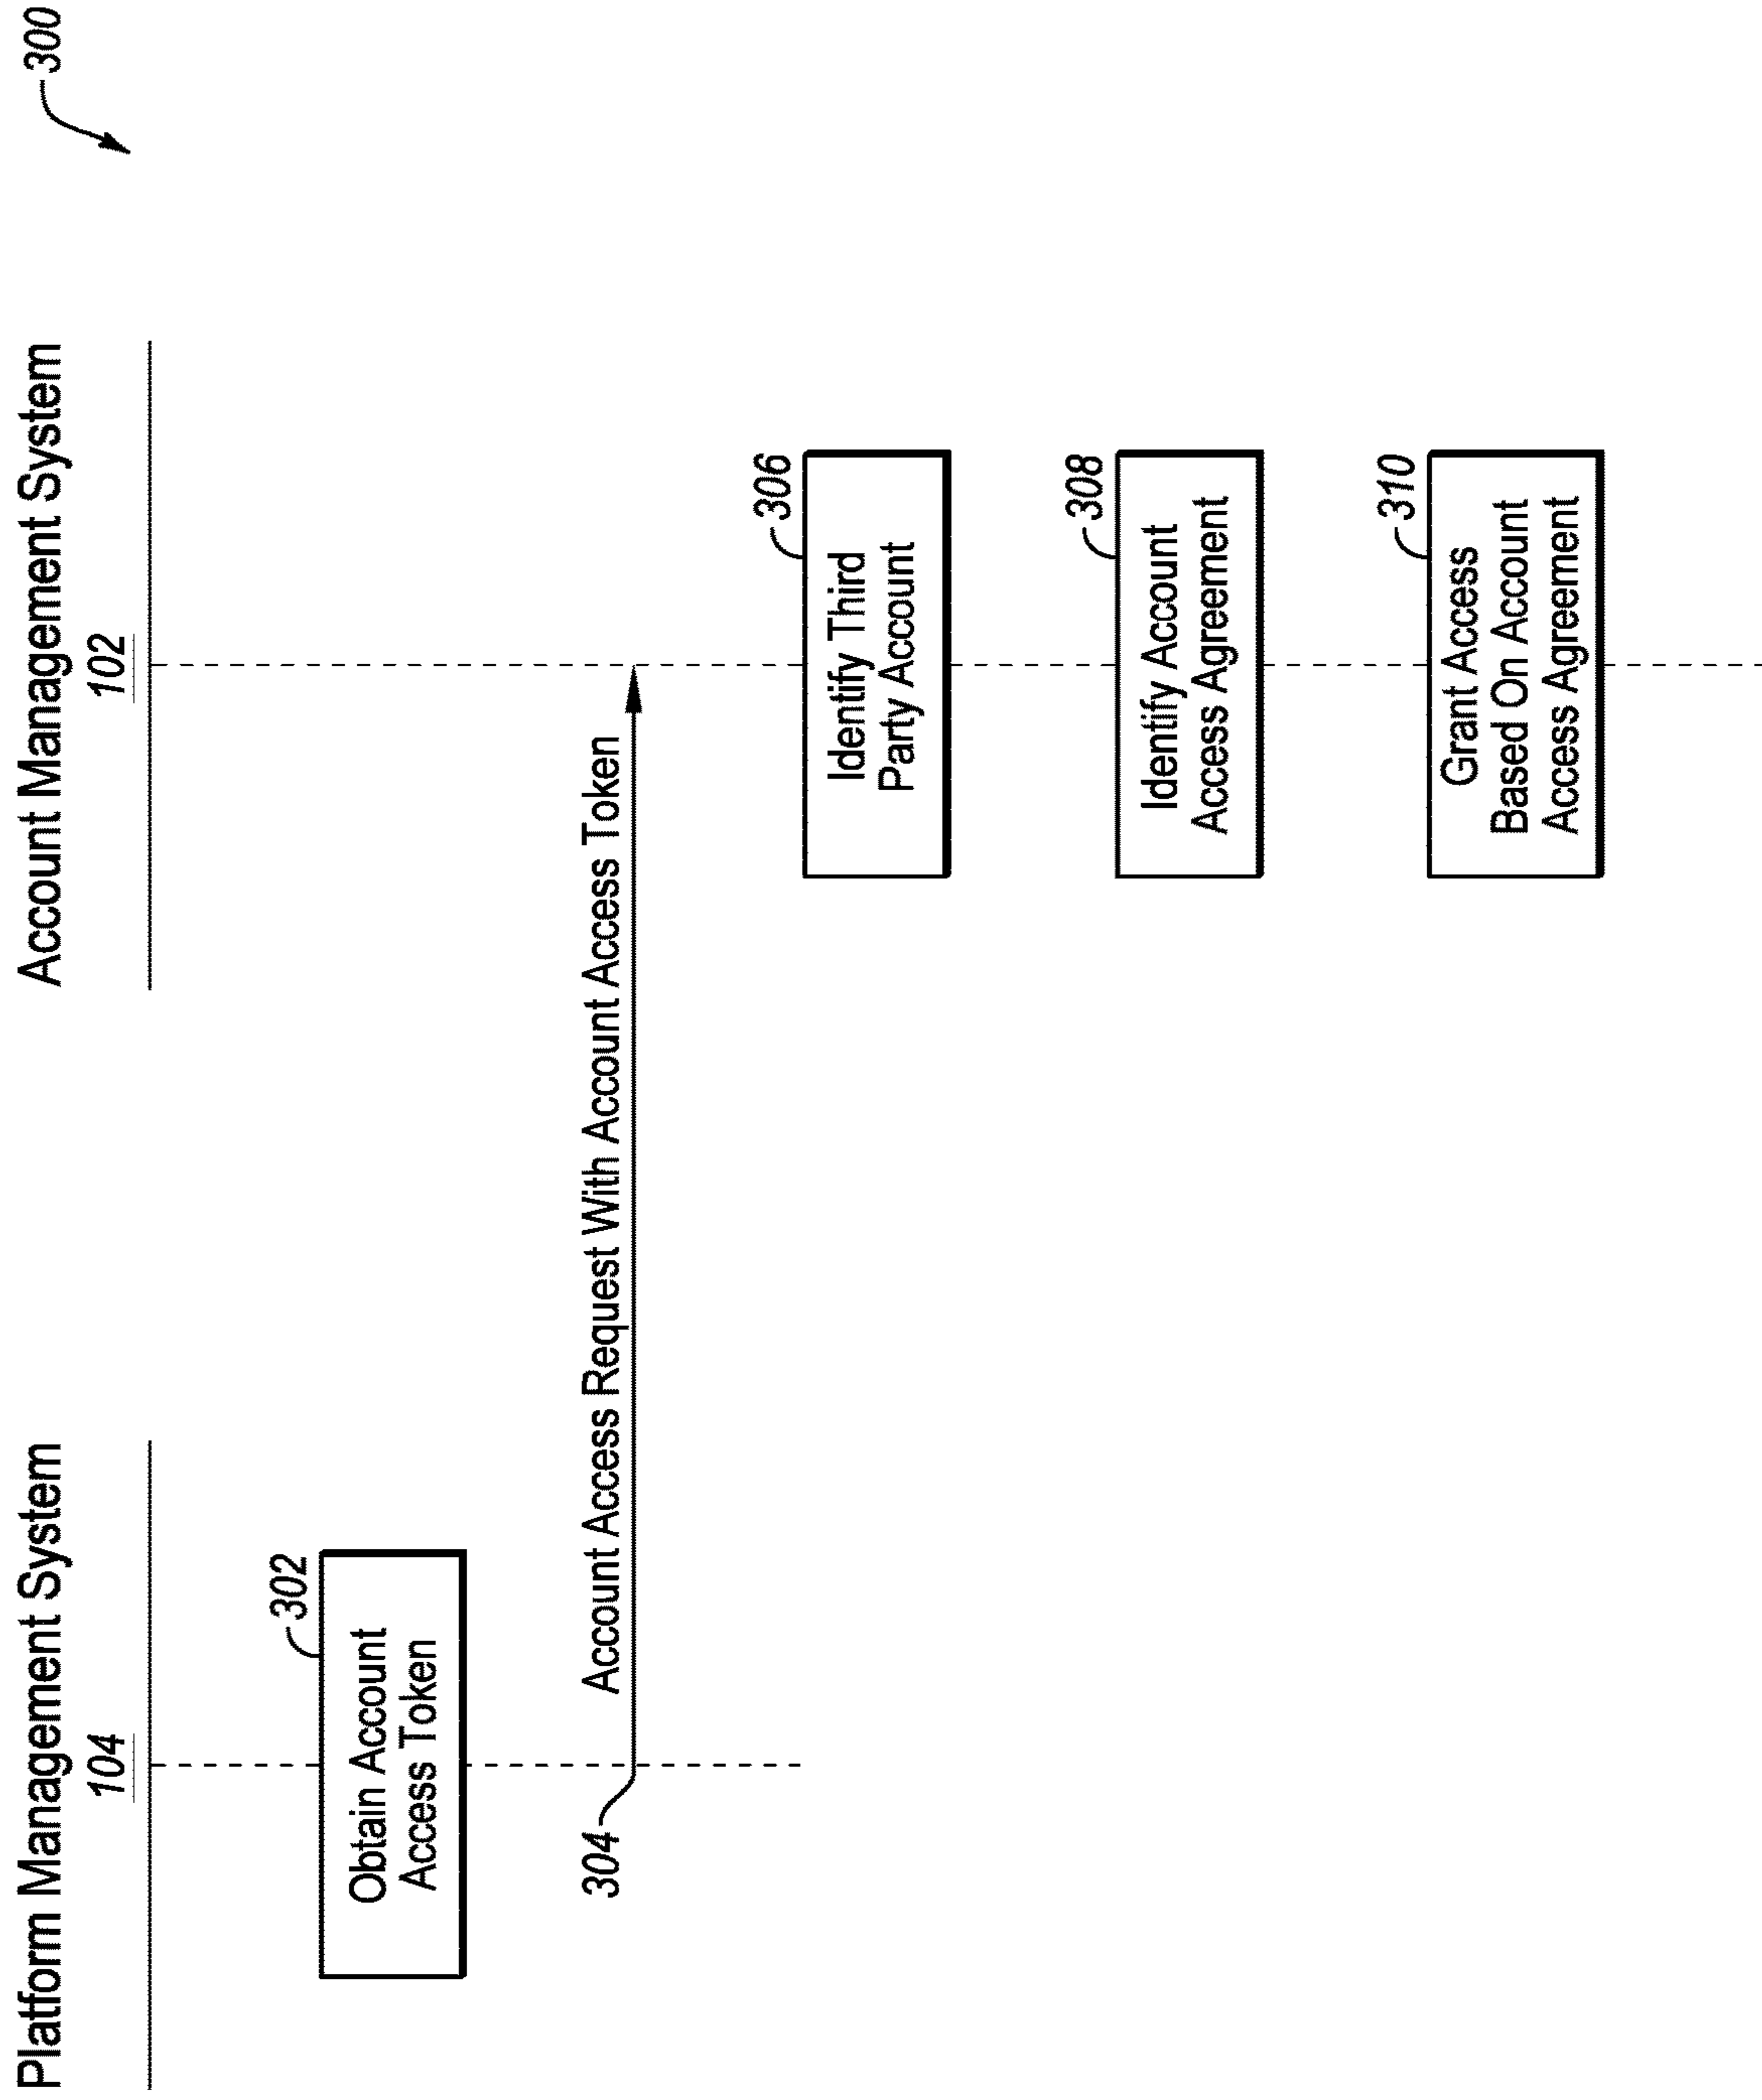 300
Platform Management System
104
Account Management System
102
302
Obtain Account
Access Token
304
Account Access Request With Account Access Token
306
Identify Third
Party Account
308
Identify Account
Access Agreement
310
Grant Access
Based On Account
Access Agreement